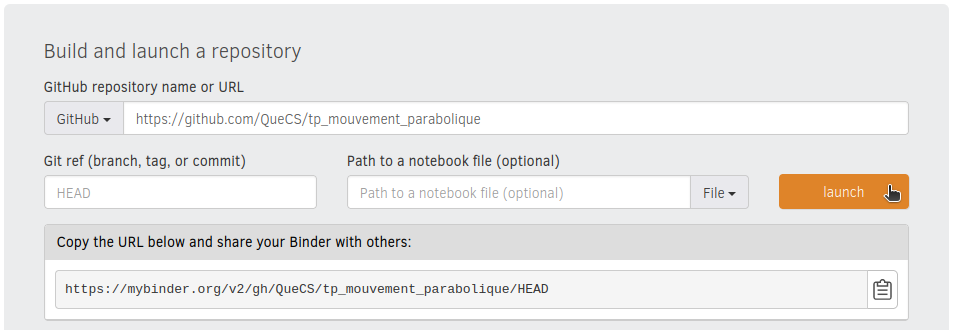 Build and launch a repository
GitHub repository name or URL
GitHub https://github.com/QueCS/tp_mouvement_parabolique
Git ref (branch, tag, or commit) Path to a notebook file (optional)
HEAD Path to a notebook file (optional) File launch
Copy the URL below and share your Binder with others:
https://mybinder.org/v2/gh/QueCS/tp_mouvement_parabolique/HEAD